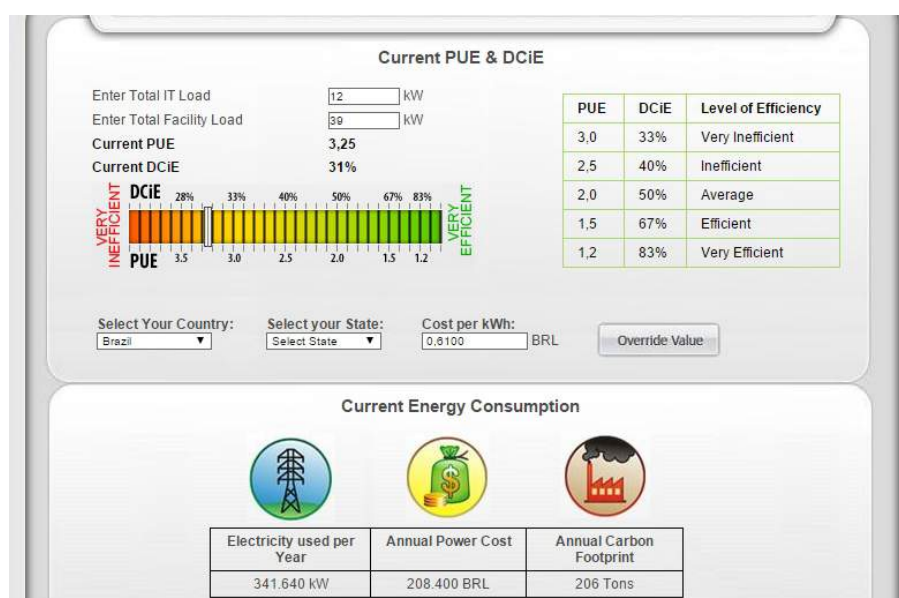 Current PUE & DCiE
Enter Total IT Load 12 kW
Enter Total Facility Load 39 kW
Current PUE 3,25
Current DCiE 31%
VERY INEFFICIENT
DCiE 28% 33% 40% 50% 67% 83%
PUE 3.5 3.0 2.5 2.0 1.5 1.2
VERY EFFICIENT
PUE DCiE Level of Efficiency
3,0 33% Very Inefficient
2,5 40% Inefficient
2,0 50% Average
1,5 67% Efficient
1,2 83% Very Efficient
Select Your Country: Select your State: Cost per kWh:
Brazil Select State 0,6100 BRL Override Value
Current Energy Consumption
$
Electricity used per Year Annual Power Cost Annual Carbon Footprint
341.640 kW 208.400 BRL 206 Tons